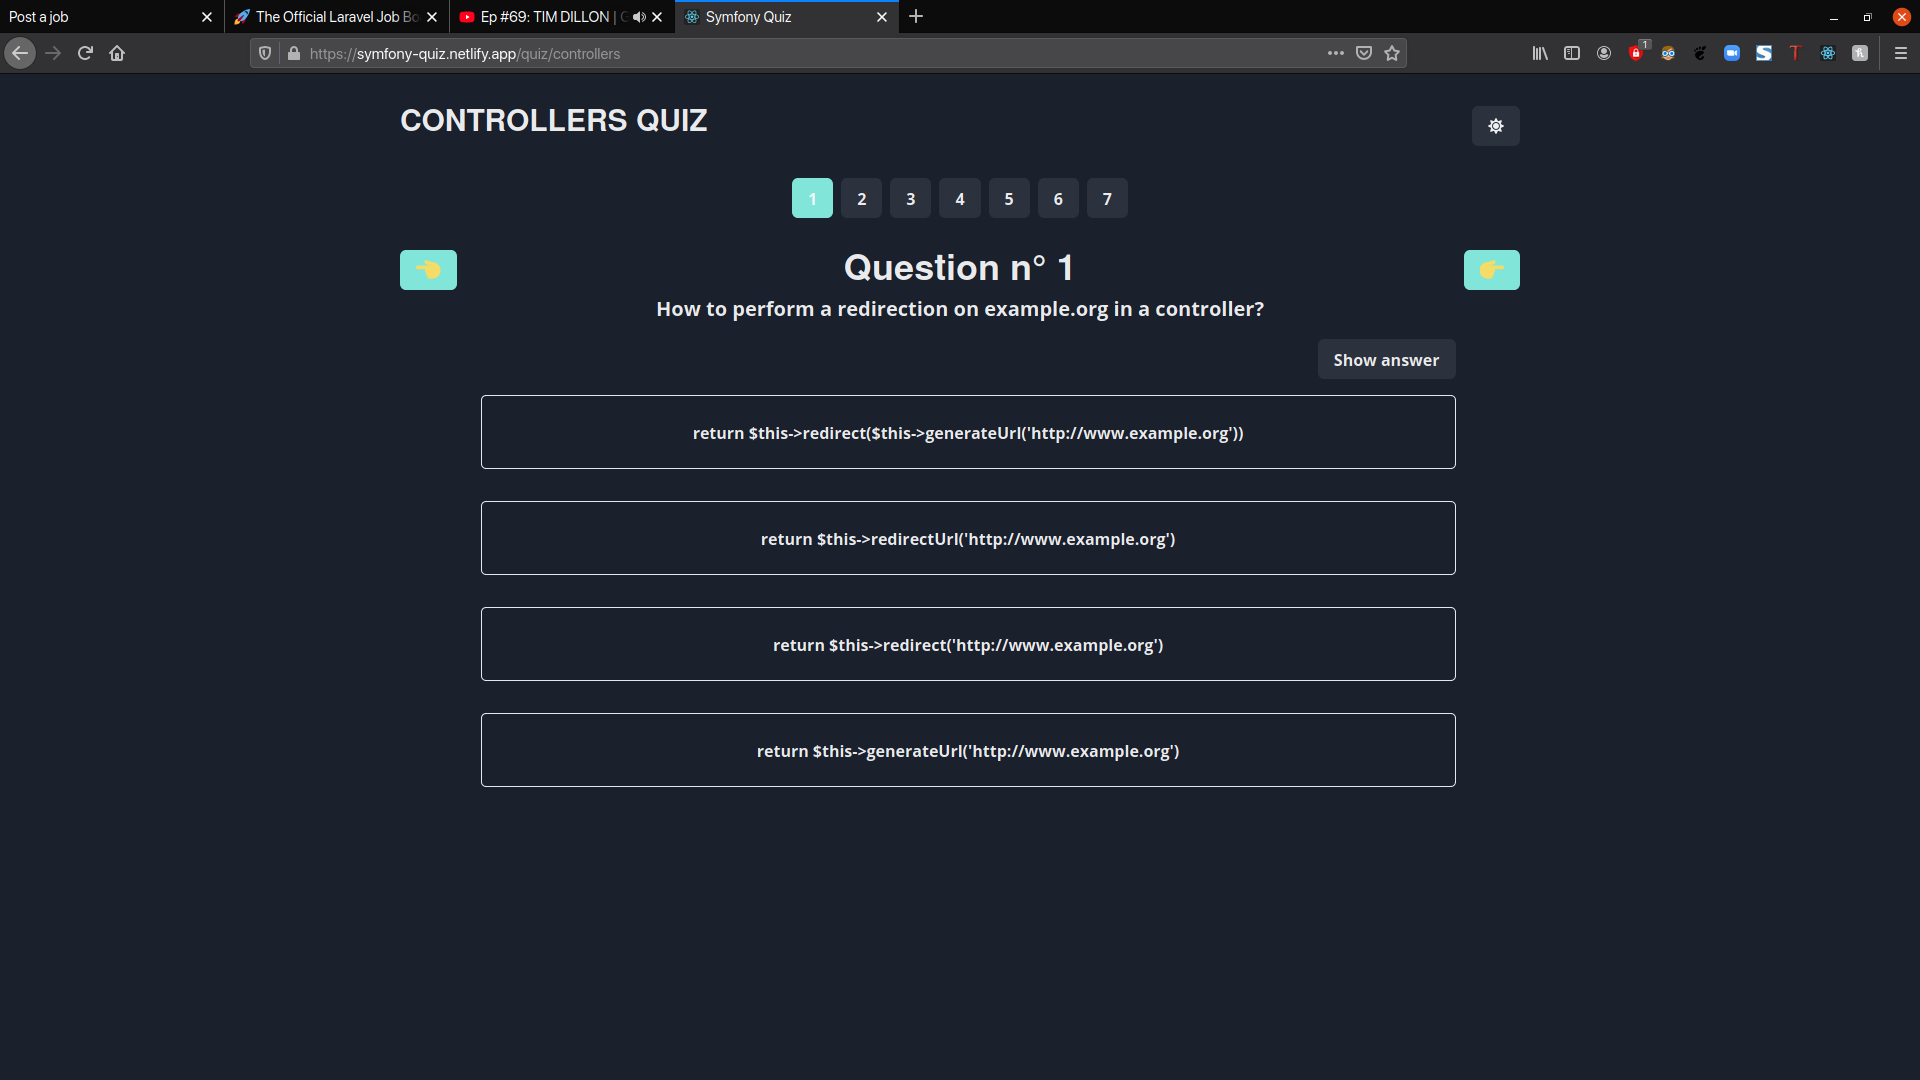 Post a job
The Official Laravel Job Bo
Ep #69: TIM DILLON |
Symfony Quiz
https://symfony-quiz.netlify.app/quiz/controllers
1
CONTROLLERS QUIZ
1 2 3 4 5 6 7
Question n° 1
How to perform a redirection on example.org in a controller?
Show answer
return $this->redirect($this->generateUrl('http://www.example.org'))
return $this->redirectUrl('http://www.example.org')
return $this->redirect('http://www.example.org')
return $this->generateUrl('http://www.example.org')